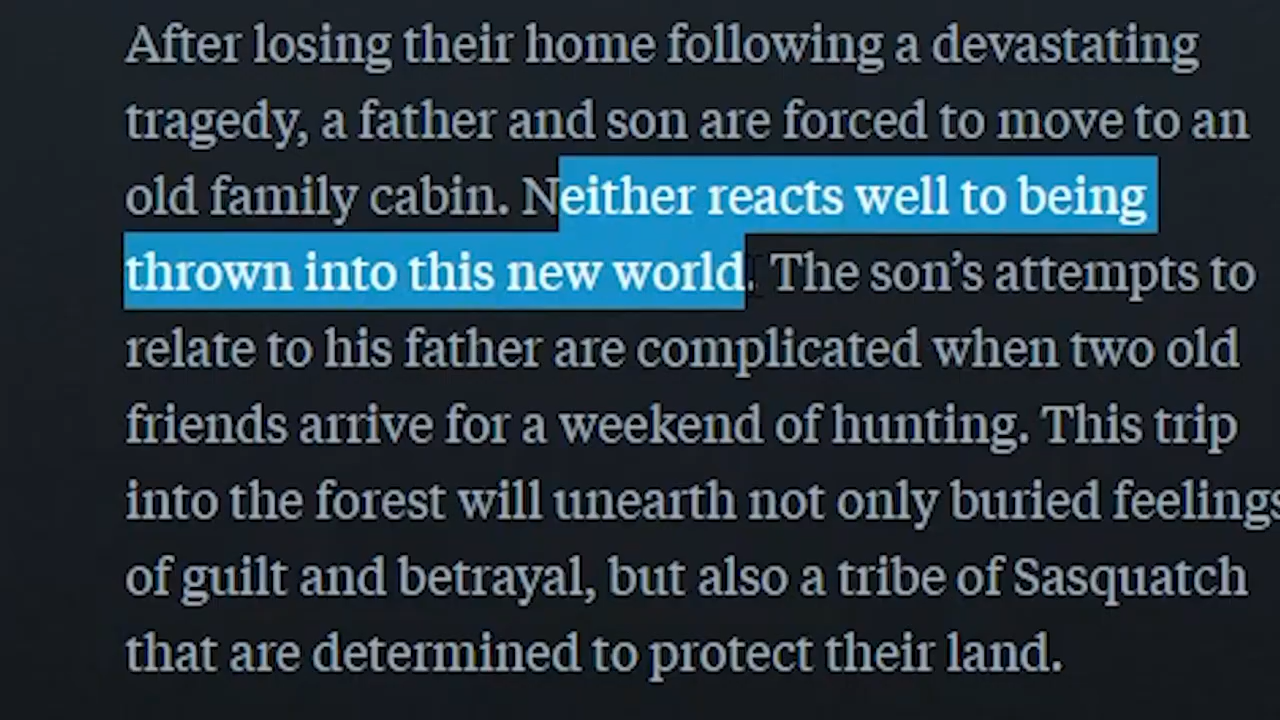 After losing their home following a devastating
tragedy, a father and son are forced to move to an
old family cabin. Neither reacts well to being
thrown into this new world. The son’s attempts to
relate to his father are complicated when two old
friends arrive for a weekend of hunting. This trip
into the forest will unearth not only buried feelings
of guilt and betrayal, but also a tribe of Sasquatch
that are determined to protect their land.